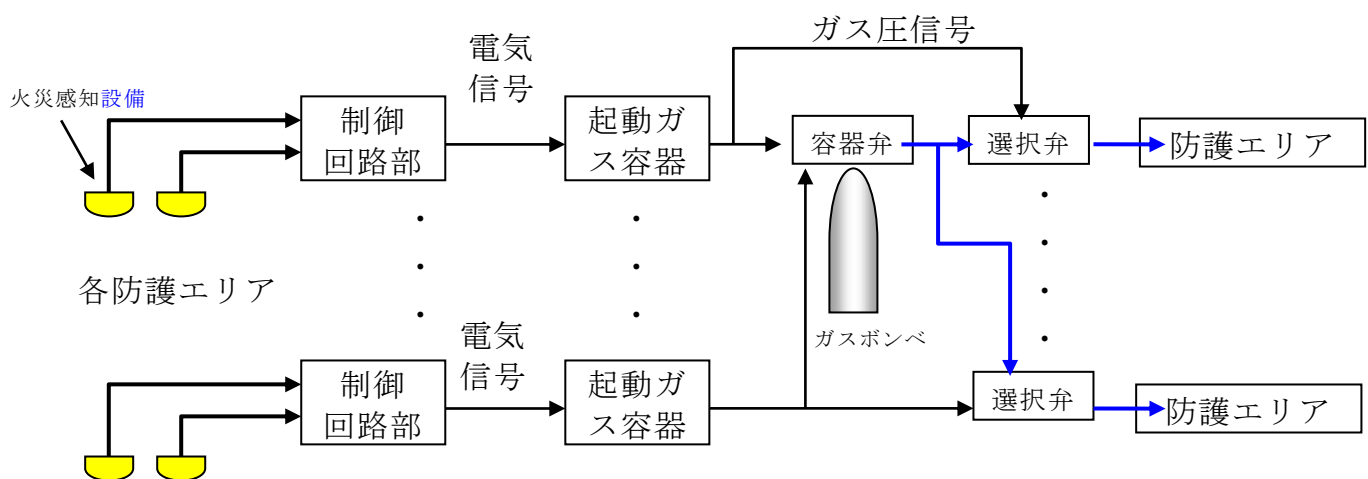 ガス圧信号
電気
信号
火災感知設備
制御
回路部
起動ガ
ス容器
容器弁
選択弁
防護エリア
各防護エリア
ガスボンベ
電気
信号
制御
回路部
起動ガ
ス容器
選択弁
防護エリア